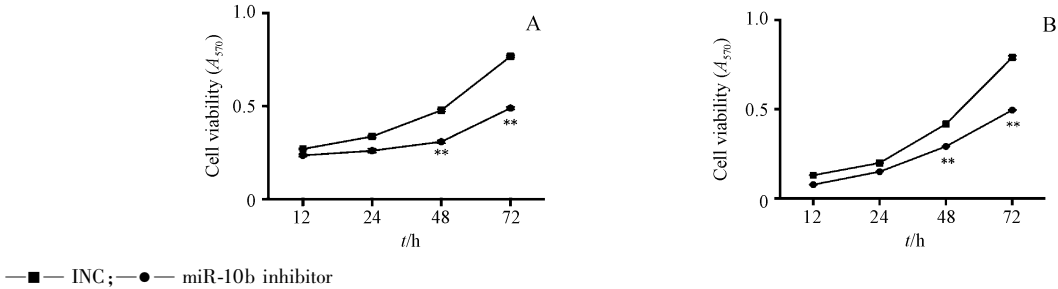 A
Cell viability (A570)
1.0
0.5
0
12 24 48 72
t/h
**
**
B
Cell viability (A570)
1.0
0.5
0
12 24 48 72
t/h
**
**
INC; miR-10b inhibitor